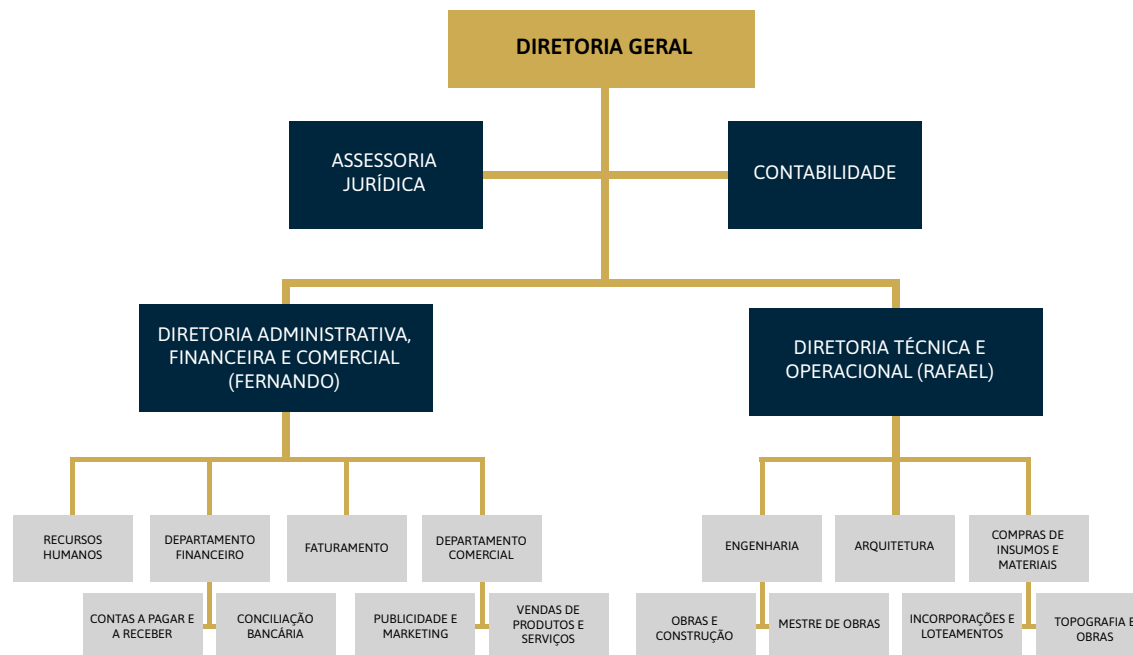 DIRETORIA GERAL
ASSESSORIA
JURÍDICA
CONTABILIDADE
DIRETORIA ADMINISTRATIVA,
FINANCEIRA E COMERCIAL
(FERNANDO)
DIRETORIA TÉCNICA E
OPERACIONAL (RAFAEL)
RECURSOS
HUMANOS
DEPARTAMENTO
FINANCEIRO
FATURAMENTO
DEPARTAMENTO
COMERCIAL
ENGENHARIA
ARQUITETURA
COMPRAS DE
INSUMOS E
MATERIAIS
CONTAS A PAGAR E
A RECEBER
CONCILIAÇÃO
BANCÁRIA
PUBLICIDADE E
MARKETING
VENDAS DE
PRODUTOS E
SERVIÇOS
OBRAS E
CONSTRUÇÃO
MESTRE DE OBRAS
INCORPORAÇÕES E
LOTEAMENTOS
TOPOGRAFIA E
OBRAS